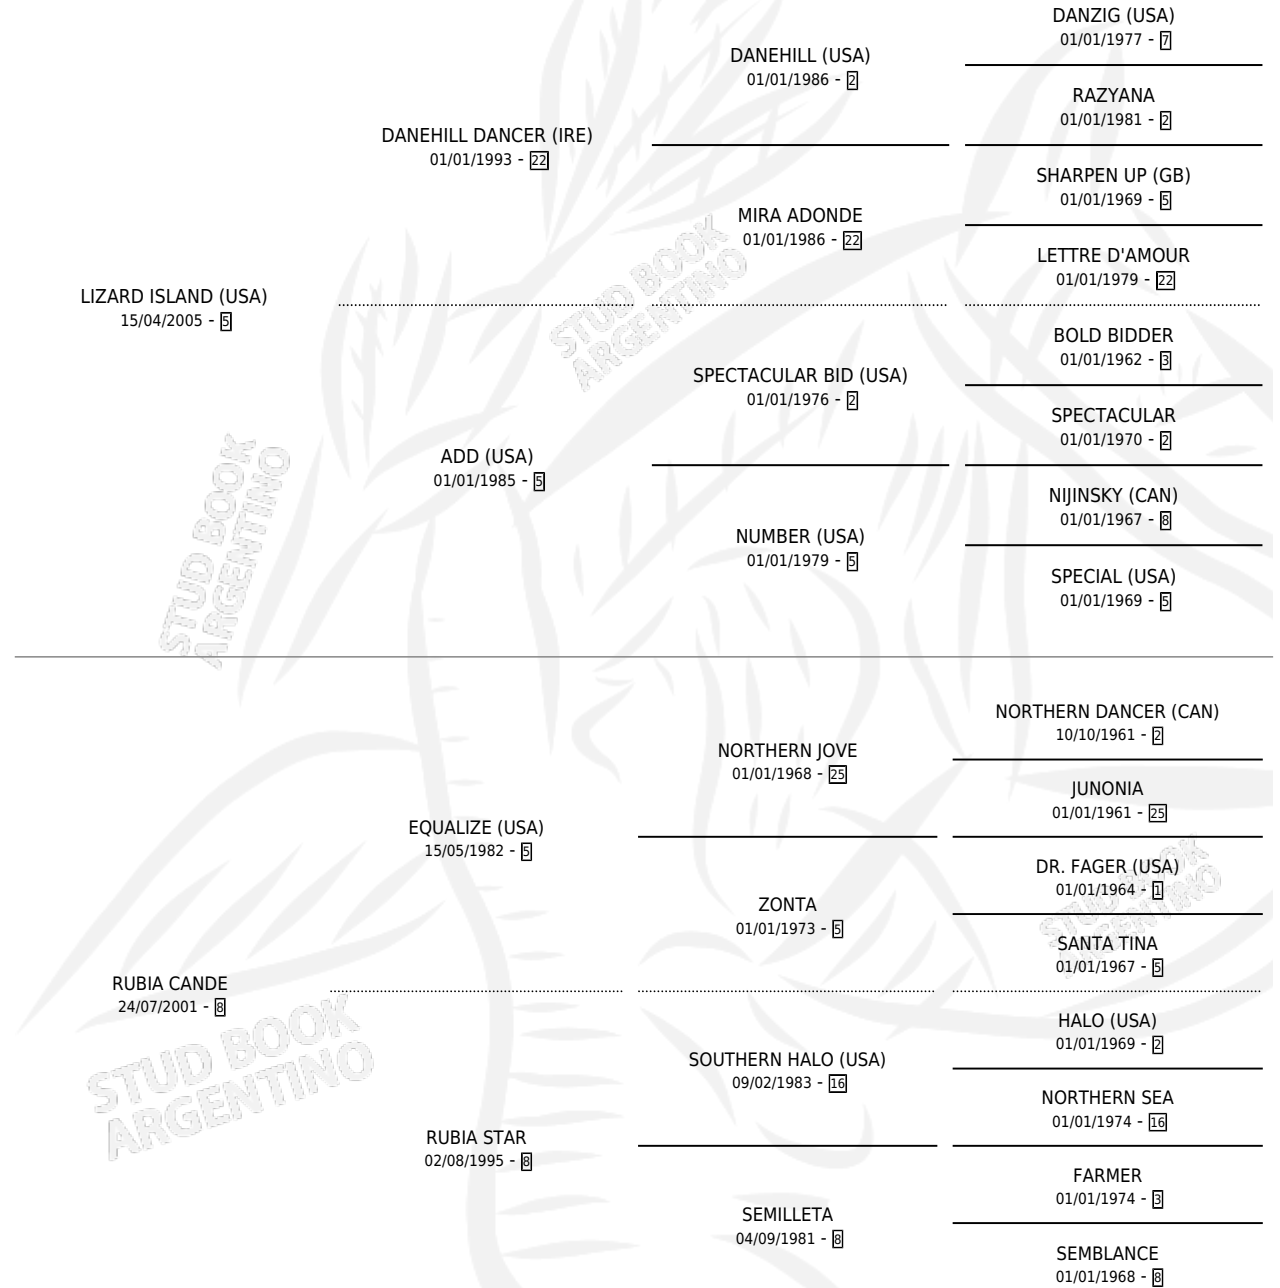 DANZIG (USA)
01/01/1977 - 7
DANEHILL (USA)
01/01/1986 - 2
RAZYANA
01/01/1981 - 2
DANEHILL DANCER (IRE)
01/01/1993 - 22
SHARPEN UP (GB)
01/01/1969 - 5
MIRA ADONDE
01/01/1986 - 22
LETTRE D'AMOUR
01/01/1979 - 22
LIZARD ISLAND (USA)
15/04/2005 - 5
STUD BOOK
ARGENTINO
BOLD BIDDER
01/01/1962 - 3
SPECTACULAR BID (USA)
01/01/1976 - 2
SPECTACULAR
01/01/1970 - 2
ADD (USA)
01/01/1985 - 5
NIJINSKY (CAN)
01/01/1967 - 8
NUMBER (USA)
01/01/1979 - 5
SPECIAL (USA)
01/01/1969 - 5
STUD BOOK
ARGENTINO
NORTHERN DANCER (CAN)
10/10/1961 - 2
NORTHERN JOVE
01/01/1968 - 25
JUNONIA
01/01/1961 - 25
EQUALIZE (USA)
15/05/1982 - 5
DR. FAGER (USA)
01/01/1964 - 1
ZONTA
01/01/1973 - 5
STUD BOOK
ARGENTINO
SANTA TINA
01/01/1967 - 5
RUBIA CANDE
24/07/2001 - 8
HALO (USA)
01/01/1969 - 2
SOUTHERN HALO (USA)
09/02/1983 - 16
STUD BOOK
ARGENTINO
NORTHERN SEA
01/01/1974 - 16
RUBIA STAR
02/08/1995 - 8
FARMER
01/01/1974 - 3
SEMILLETA
04/09/1981 - 8
SEMBLANCE
01/01/1968 - 8